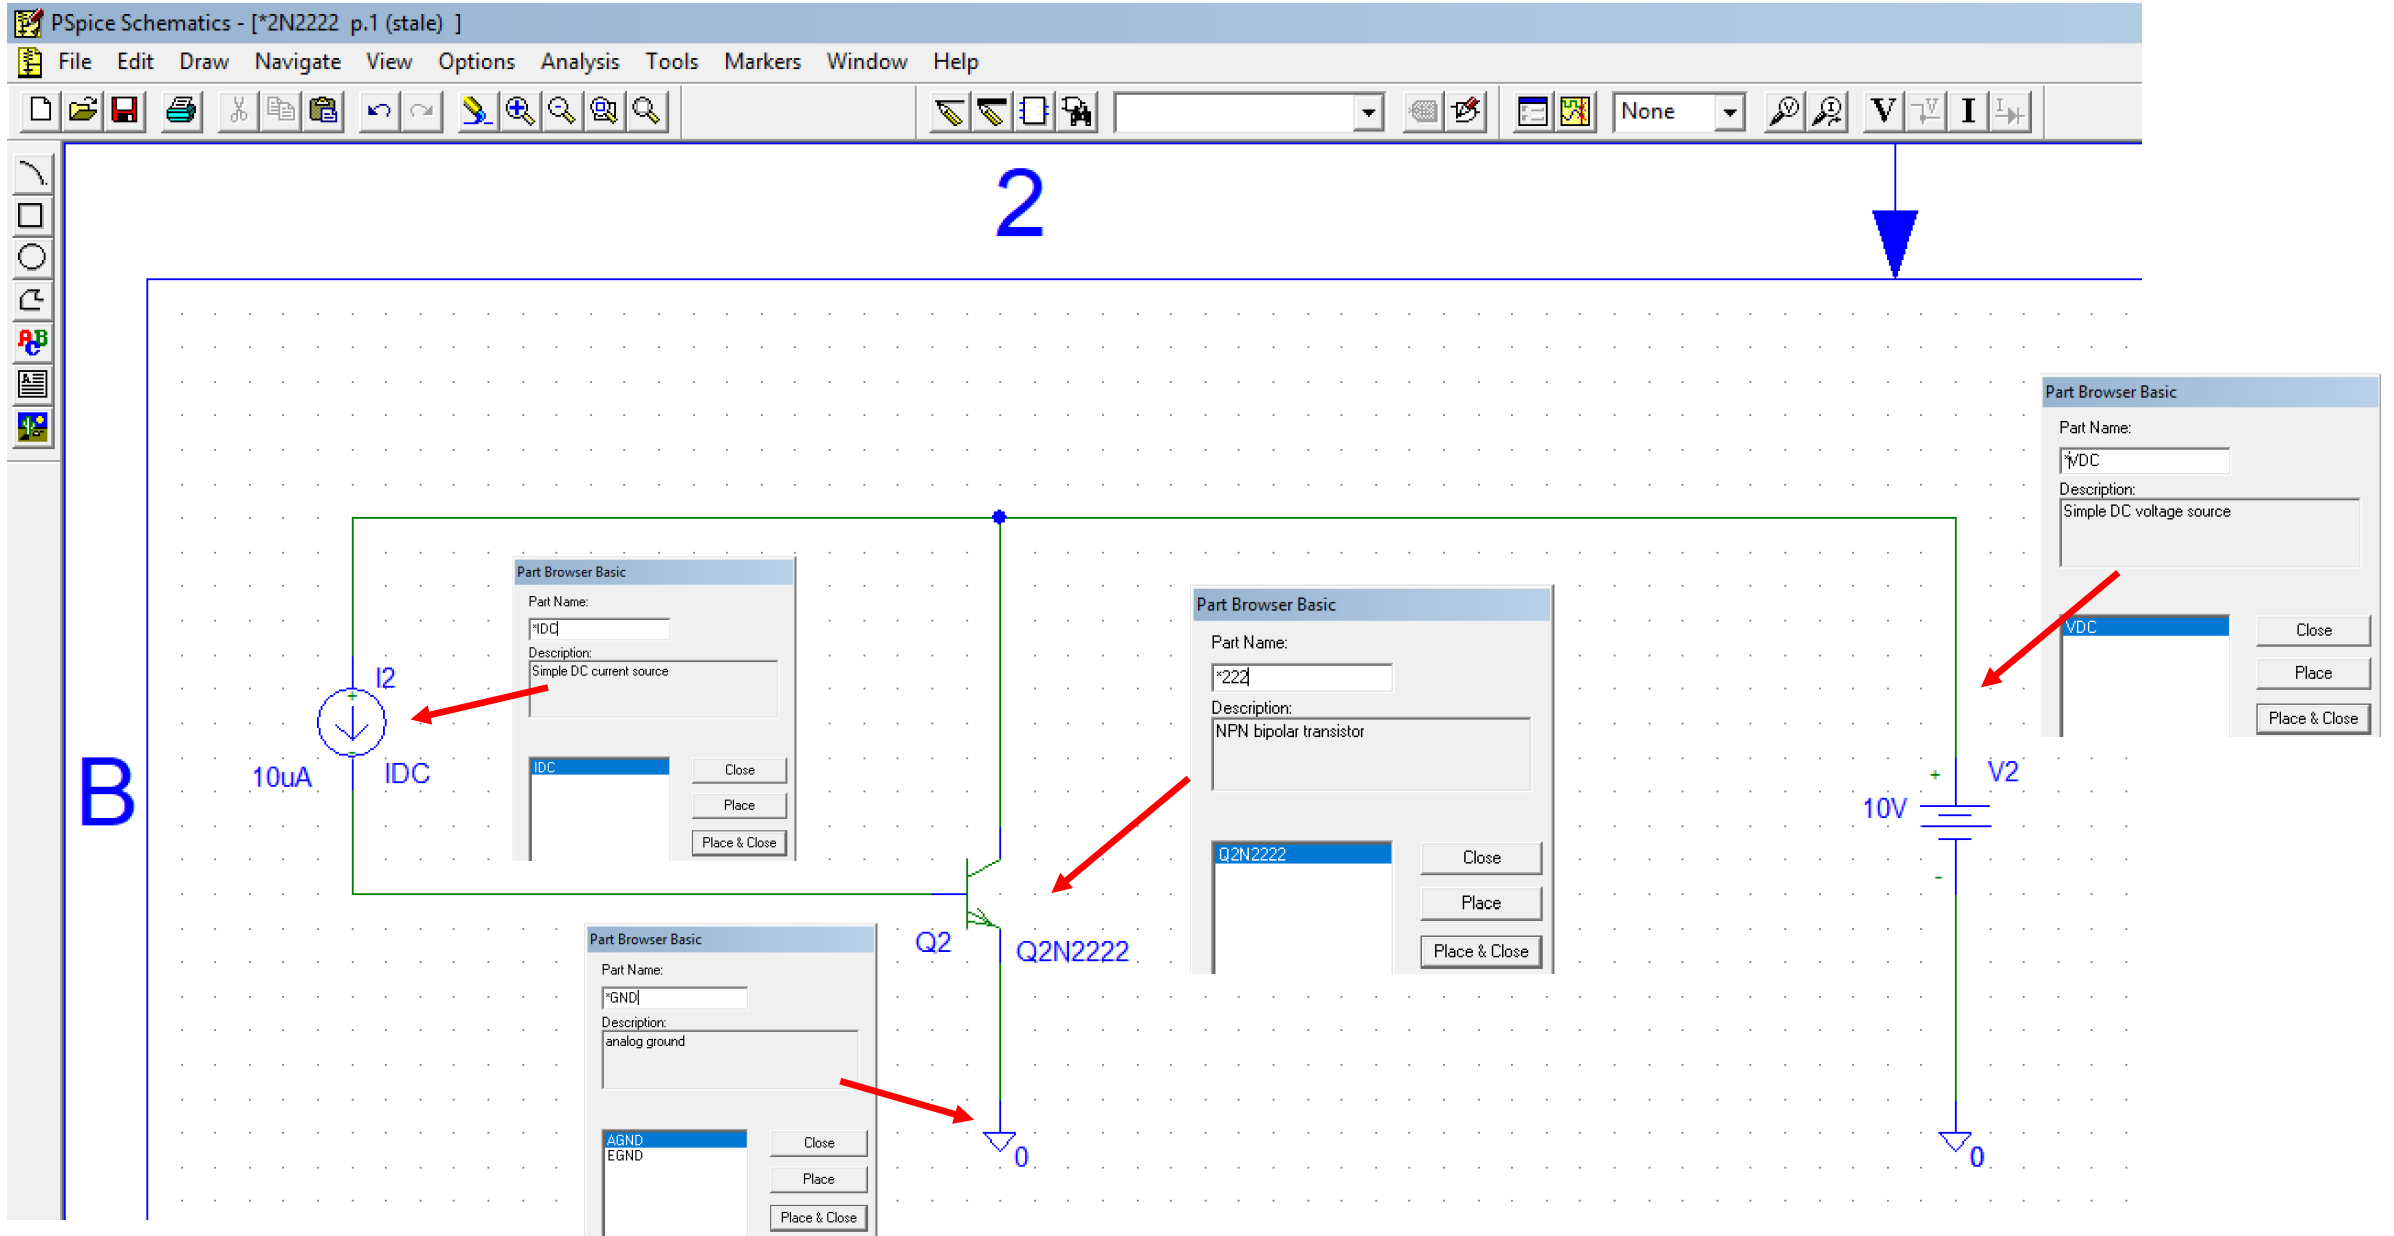 PSpice Schematics - [*2N2222 p.1 (stale) ]
File Edit Draw Navigate View Options Analysis Tools Markers Window Help
None V I
ABC
2
B
Part Browser Basic
Part Name:
*VDC
Description:
Simple DC voltage source
VDC
Close
Place
Place & Close
Part Browser Basic
Part Name:
*IDC
Description:
Simple DC current source
IDC
Close
Place
Place & Close
Part Browser Basic
Part Name:
*222
Description:
NPN bipolar transistor
Q2N2222
Close
Place
Place & Close
I2
+
-
10uA
IDC
+
V2
10V
-
Q2
Q2N2222
Part Browser Basic
Part Name:
*GND
Description:
analog ground
AGND
EGND
Close
Place
Place & Close
0
0